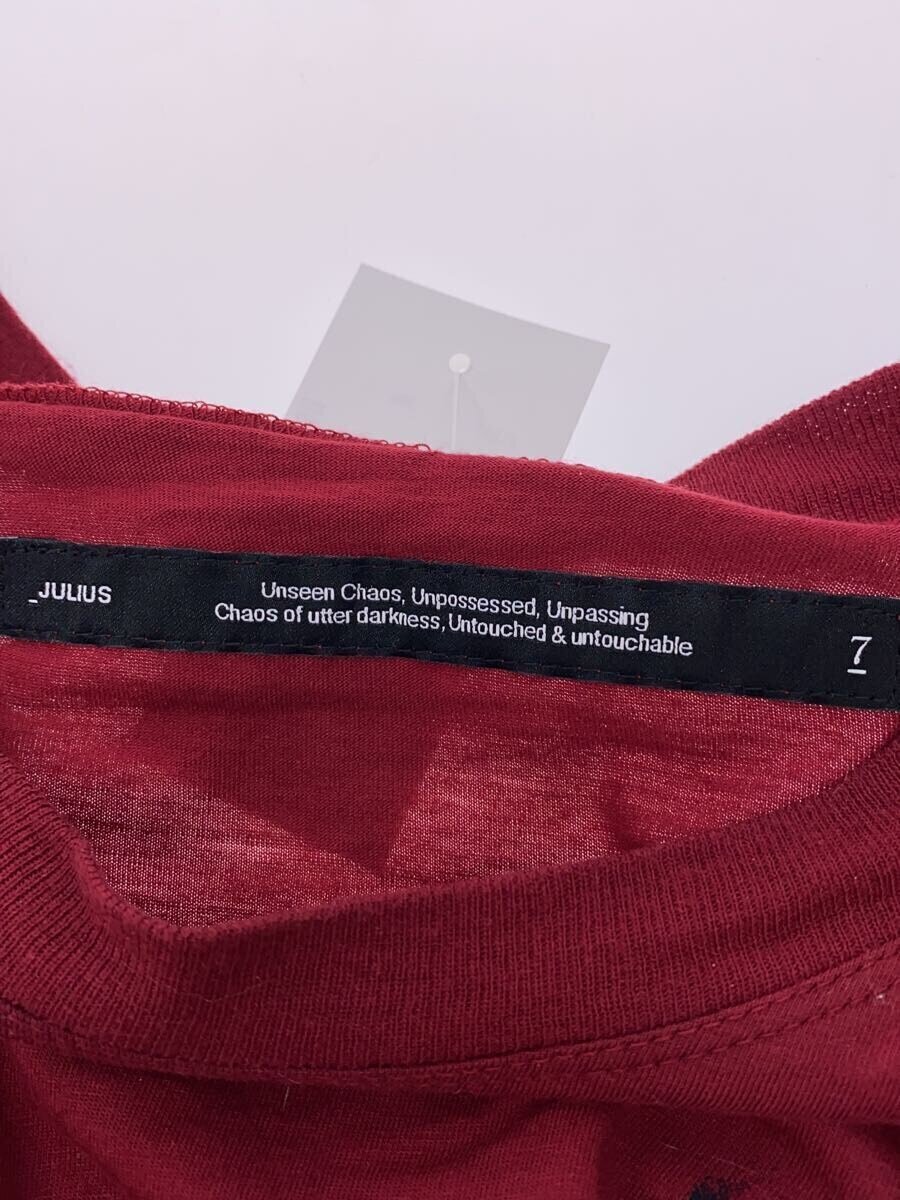 _JULIUS
Unseen Chaos, Unpossessed, Unpassing
Chaos of utter darkness, Untouched & untouchable
7